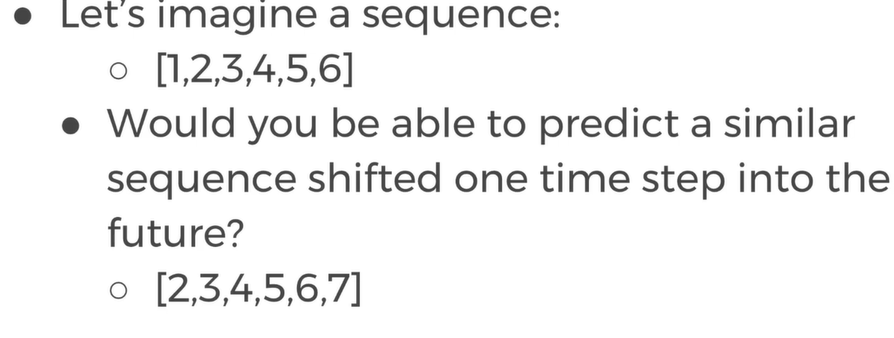 ● Let's imagine a sequence:
○ [1,2,3,4,5,6]
● Would you be able to predict a similar
sequence shifted one time step into the
future?
○ [2,3,4,5,6,7]